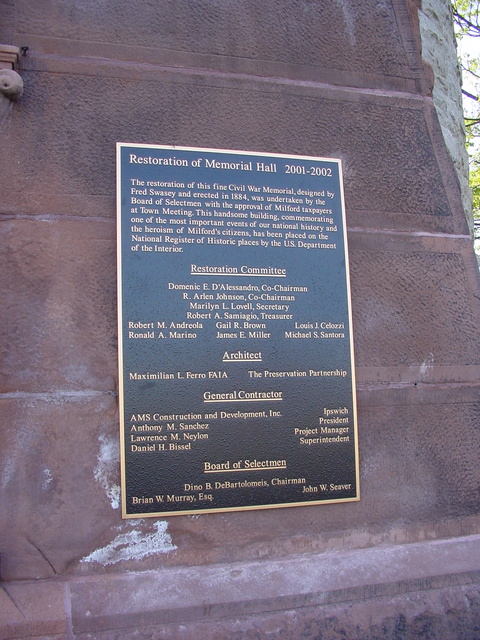 Restoration of Memorial Hall 2001-2002
The restoration of this fine Civil War Memorial, designed by
Fred Swasey and erected in 1884, was undertaken by the
Board of Selectmen with the approval of Milford taxpayers
at Town Meeting. This handsome building, commemorating
one of the most important events of our national history and
the heroism of Milford's citizens, has been placed on the
National Register of Historic places by the U.S. Department
of the Interior.
Restoration Committee
Domenic E. D'Alessandro, Co-Chairman
R. Arlen Johnson, Co-Chairman
Marilyn L. Lovell, Secretary
Robert A. Samiagio, Treasurer
Robert M. Andreola Gail R. Brown Louis J. Celozzi
Ronald A. Marino James E. Miller Michael S. Santora
Architect
Maximilian L. Ferro FAIA The Preservation Partnership
General Contractor
AMS Construction and Development, Inc. Ipswich
Anthony M. Sanchez President
Lawrence M. Neylon Project Manager
Daniel H. Bissel Superintendent
Board of Selectmen
Dino B. DeBartolomeis, Chairman
Brian W. Murray, Esq. John W. Seaver